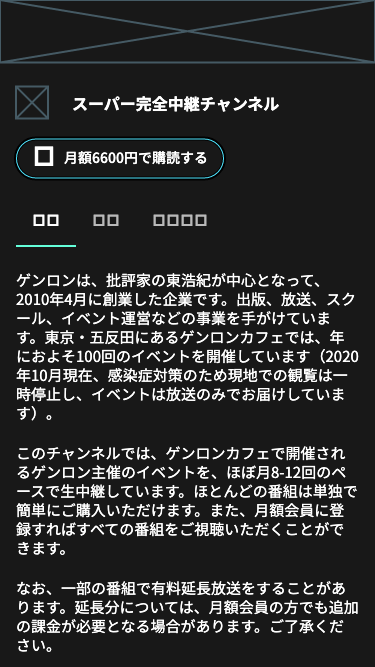 スーパー完全中継チャンネル
月額6600円で購読する
ゲンロンは、批評家の東浩紀が中心となって、
2010年4月に創業した企業です。出版、放送、スク
ール、イベント運営などの事業を手がけていま
す。東京・五反田にあるゲンロンカフェでは、年
におよそ100回のイベントを開催しています（2020
年10月現在、感染症対策のため現地での観覧は一
時停止し、イベントは放送のみでお届けしていま
す）。
このチャンネルでは、ゲンロンカフェで開催され
るゲンロン主催のイベントを、ほぼ月8-12回のペ
ースで生中継しています。ほとんどの番組は単独で
簡単にご購入いただけます。また、月額会員に登
録すればすべての番組をご視聴いただくことがで
きます。
なお、一部の番組で有料延長放送をすることがあ
ります。延長分については、月額会員の方でも追加
の課金が必要となる場合があります。ご了承くだ
さい。